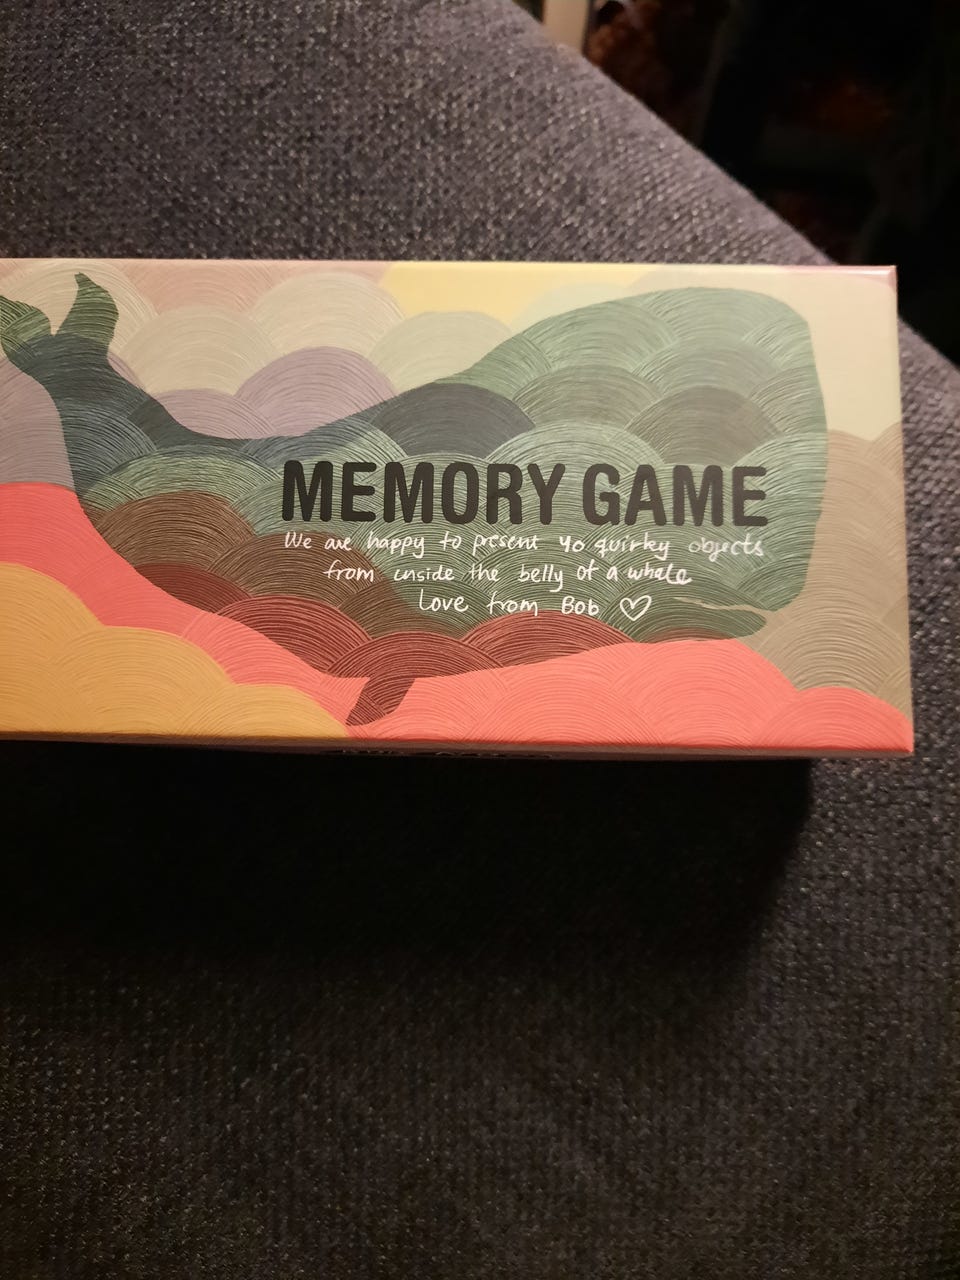 MEMORY GAME
We are happy to present 40 quirky objects
from inside the belly of a whale
Love from Bob ♡